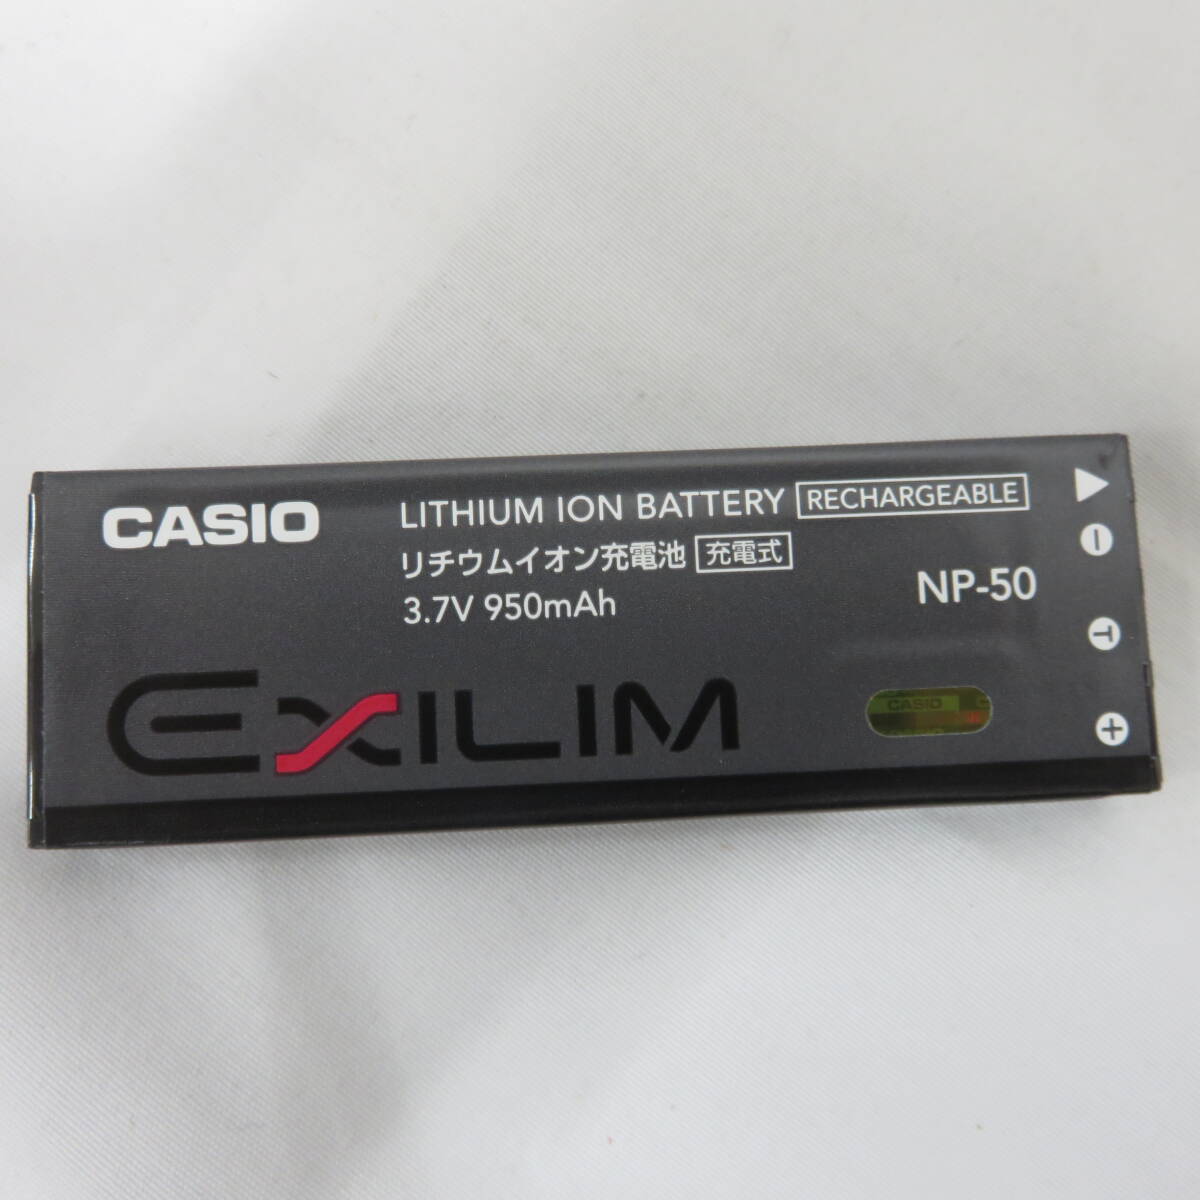 CASIO
LITHIUM ION BATTERY RECHARGEABLE
リチウムイオン充電池 充電式
3.7V 950mAh
NP-50
EXILIM
CASIO
−
T
+